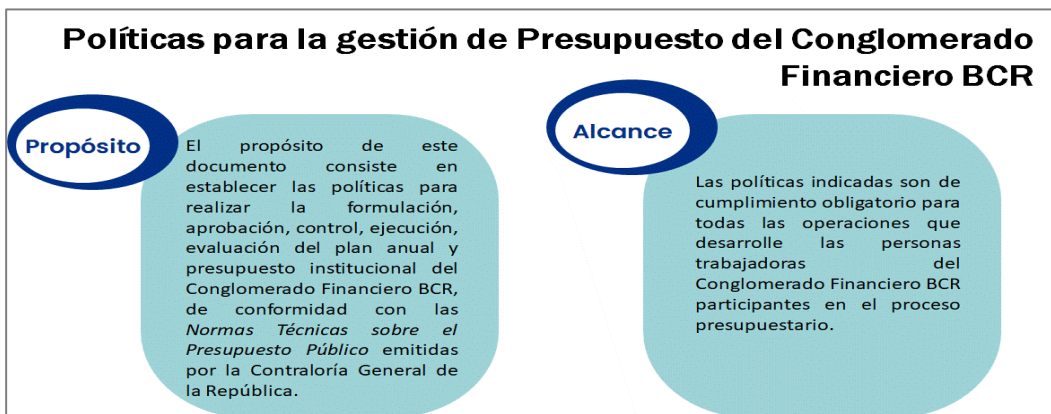 Políticas para la gestión de Presupuesto del Conglomerado
Financiero BCR
Propósito
El propósito de este
documento consiste en
establecer las políticas para
realizar la formulación,
aprobación, control, ejecución,
evaluación del plan anual y
presupuesto institucional del
Conglomerado Financiero BCR,
de conformidad con las
Normas Técnicas sobre el
Presupuesto Público emitidas
por la Contraloría General de
la República.
Alcance
Las políticas indicadas son de
cumplimiento obligatorio para
todas las operaciones que
desarrolle las personas
trabajadoras del
Conglomerado Financiero BCR
participantes en el proceso
presupuestario.